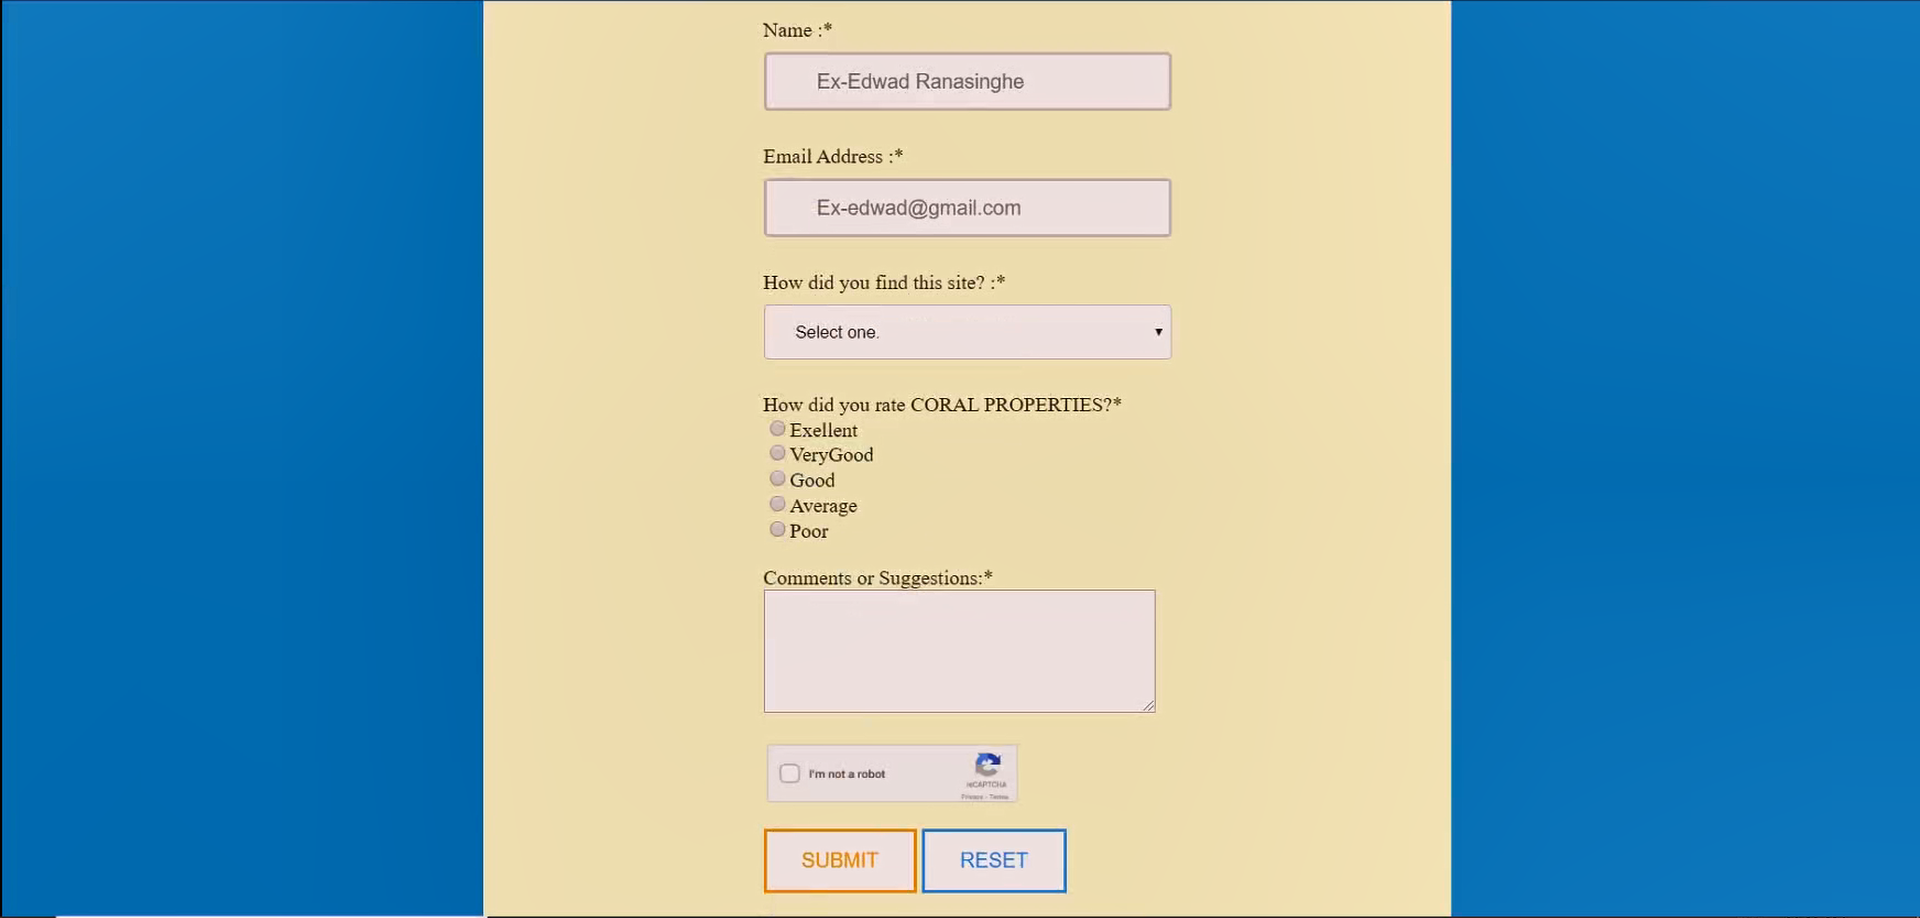 Name :*
Ex-Edwad Ranasinghe
Email Address :*
Ex-edwad@gmail.com
How did you find this site? :*
Select one.
How did you rate CORAL PROPERTIES?*
Exellent
VeryGood
Good
Average
Poor
Comments or Suggestions:*
I'm not a robot
reCAPTCHA
Privacy - Terms
SUBMIT RESET